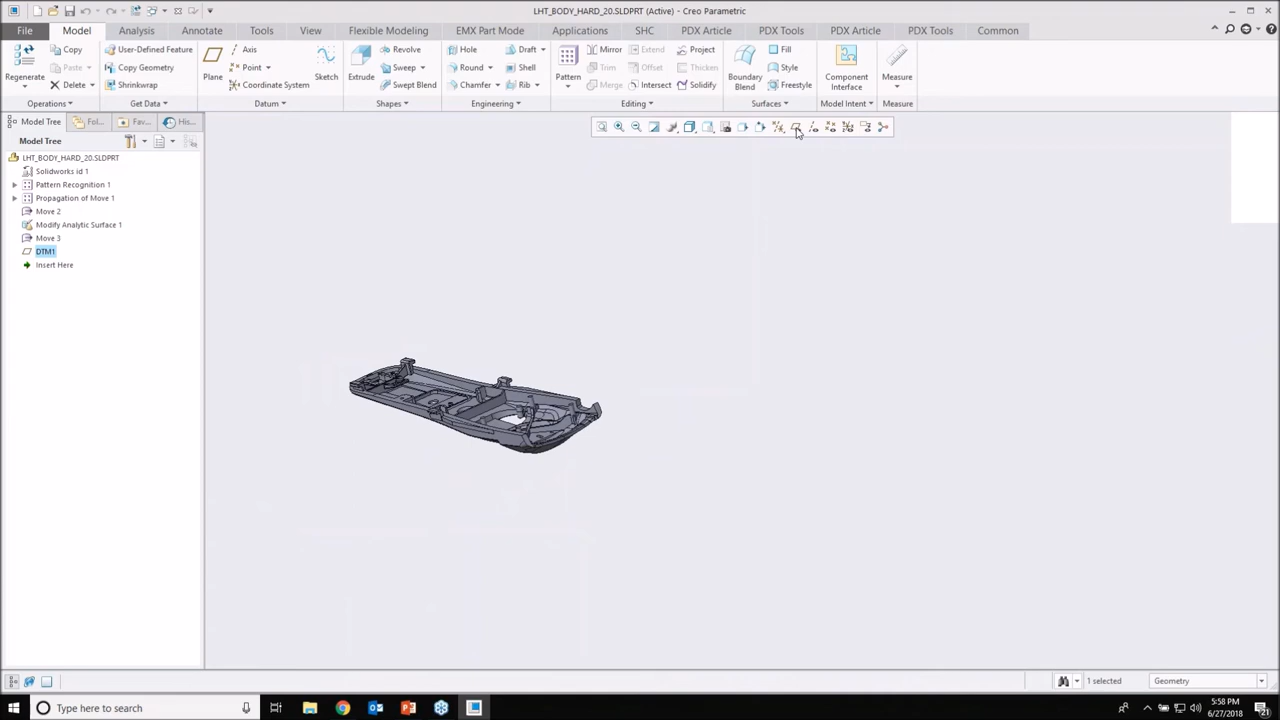 LHT_BODY_HARD_20.SLDPRT (Active) - Creo Parametric
File Model Analysis Annotate Tools View Flexible Modeling EMX Part Mode Applications SHC PDX Article PDX Tools PDX Article PDX Tools Common
Regenerate
Copy
Paste
Delete
Operations
User-Defined Feature
Copy Geometry
Shrinkwrap
Get Data
Plane
Axis
Point
Coordinate System
Sketch
Datum
Extrude
Revolve
Sweep
Swept Blend
Shapes
Hole
Round
Chamfer
Draft
Shell
Rib
Engineering
Pattern
Mirror
Trim
Merge
Extend
Offset
Intersect
Project
Thicken
Solidify
Editing
Boundary
Blend
Fill
Style
Freestyle
Surfaces
Component
Interface
Model Intent
Measure
Measure
Model Tree Fol... Fav... His...
Model Tree
LHT_BODY_HARD_20.SLDPRT
Solidworks id 1
Pattern Recognition 1
Propagation of Move 1
Move 2
Modify Analytic Surface 1
Move 3
DTM1
Insert Here
1 selected
Geometry
Type here to search
5:58 PM
6/27/2018
21